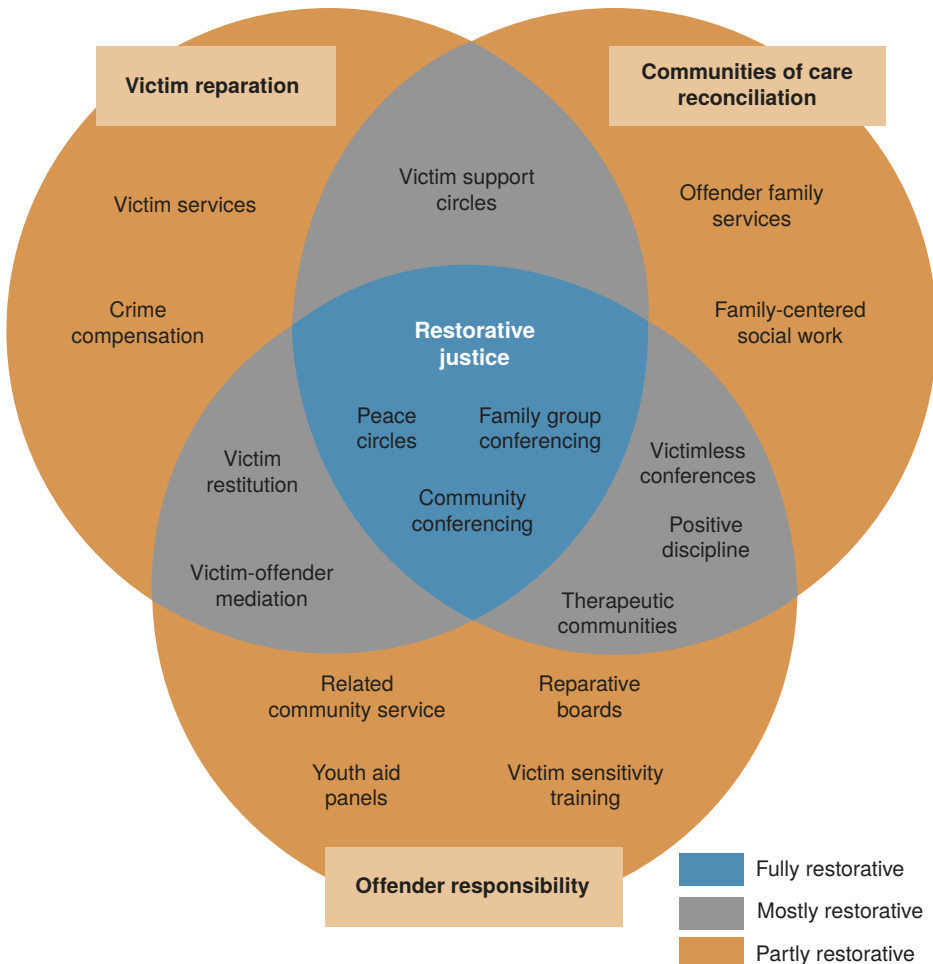 Victim reparation
Communities of care
reconciliation
Victim support
circles
Victim services
Offender family
services
Crime
compensation
Family-centered
social work
Restorative
justice
Peace
circles
Family group
conferencing
Community
conferencing
Victim
restitution
Victim-offender
mediation
Victimless
conferences
Positive
discipline
Therapeutic
communities
Related
community service
Reparative
boards
Youth aid
panels
Victim sensitivity
training
Offender responsibility
Fully restorative
Mostly restorative
Partly restorative